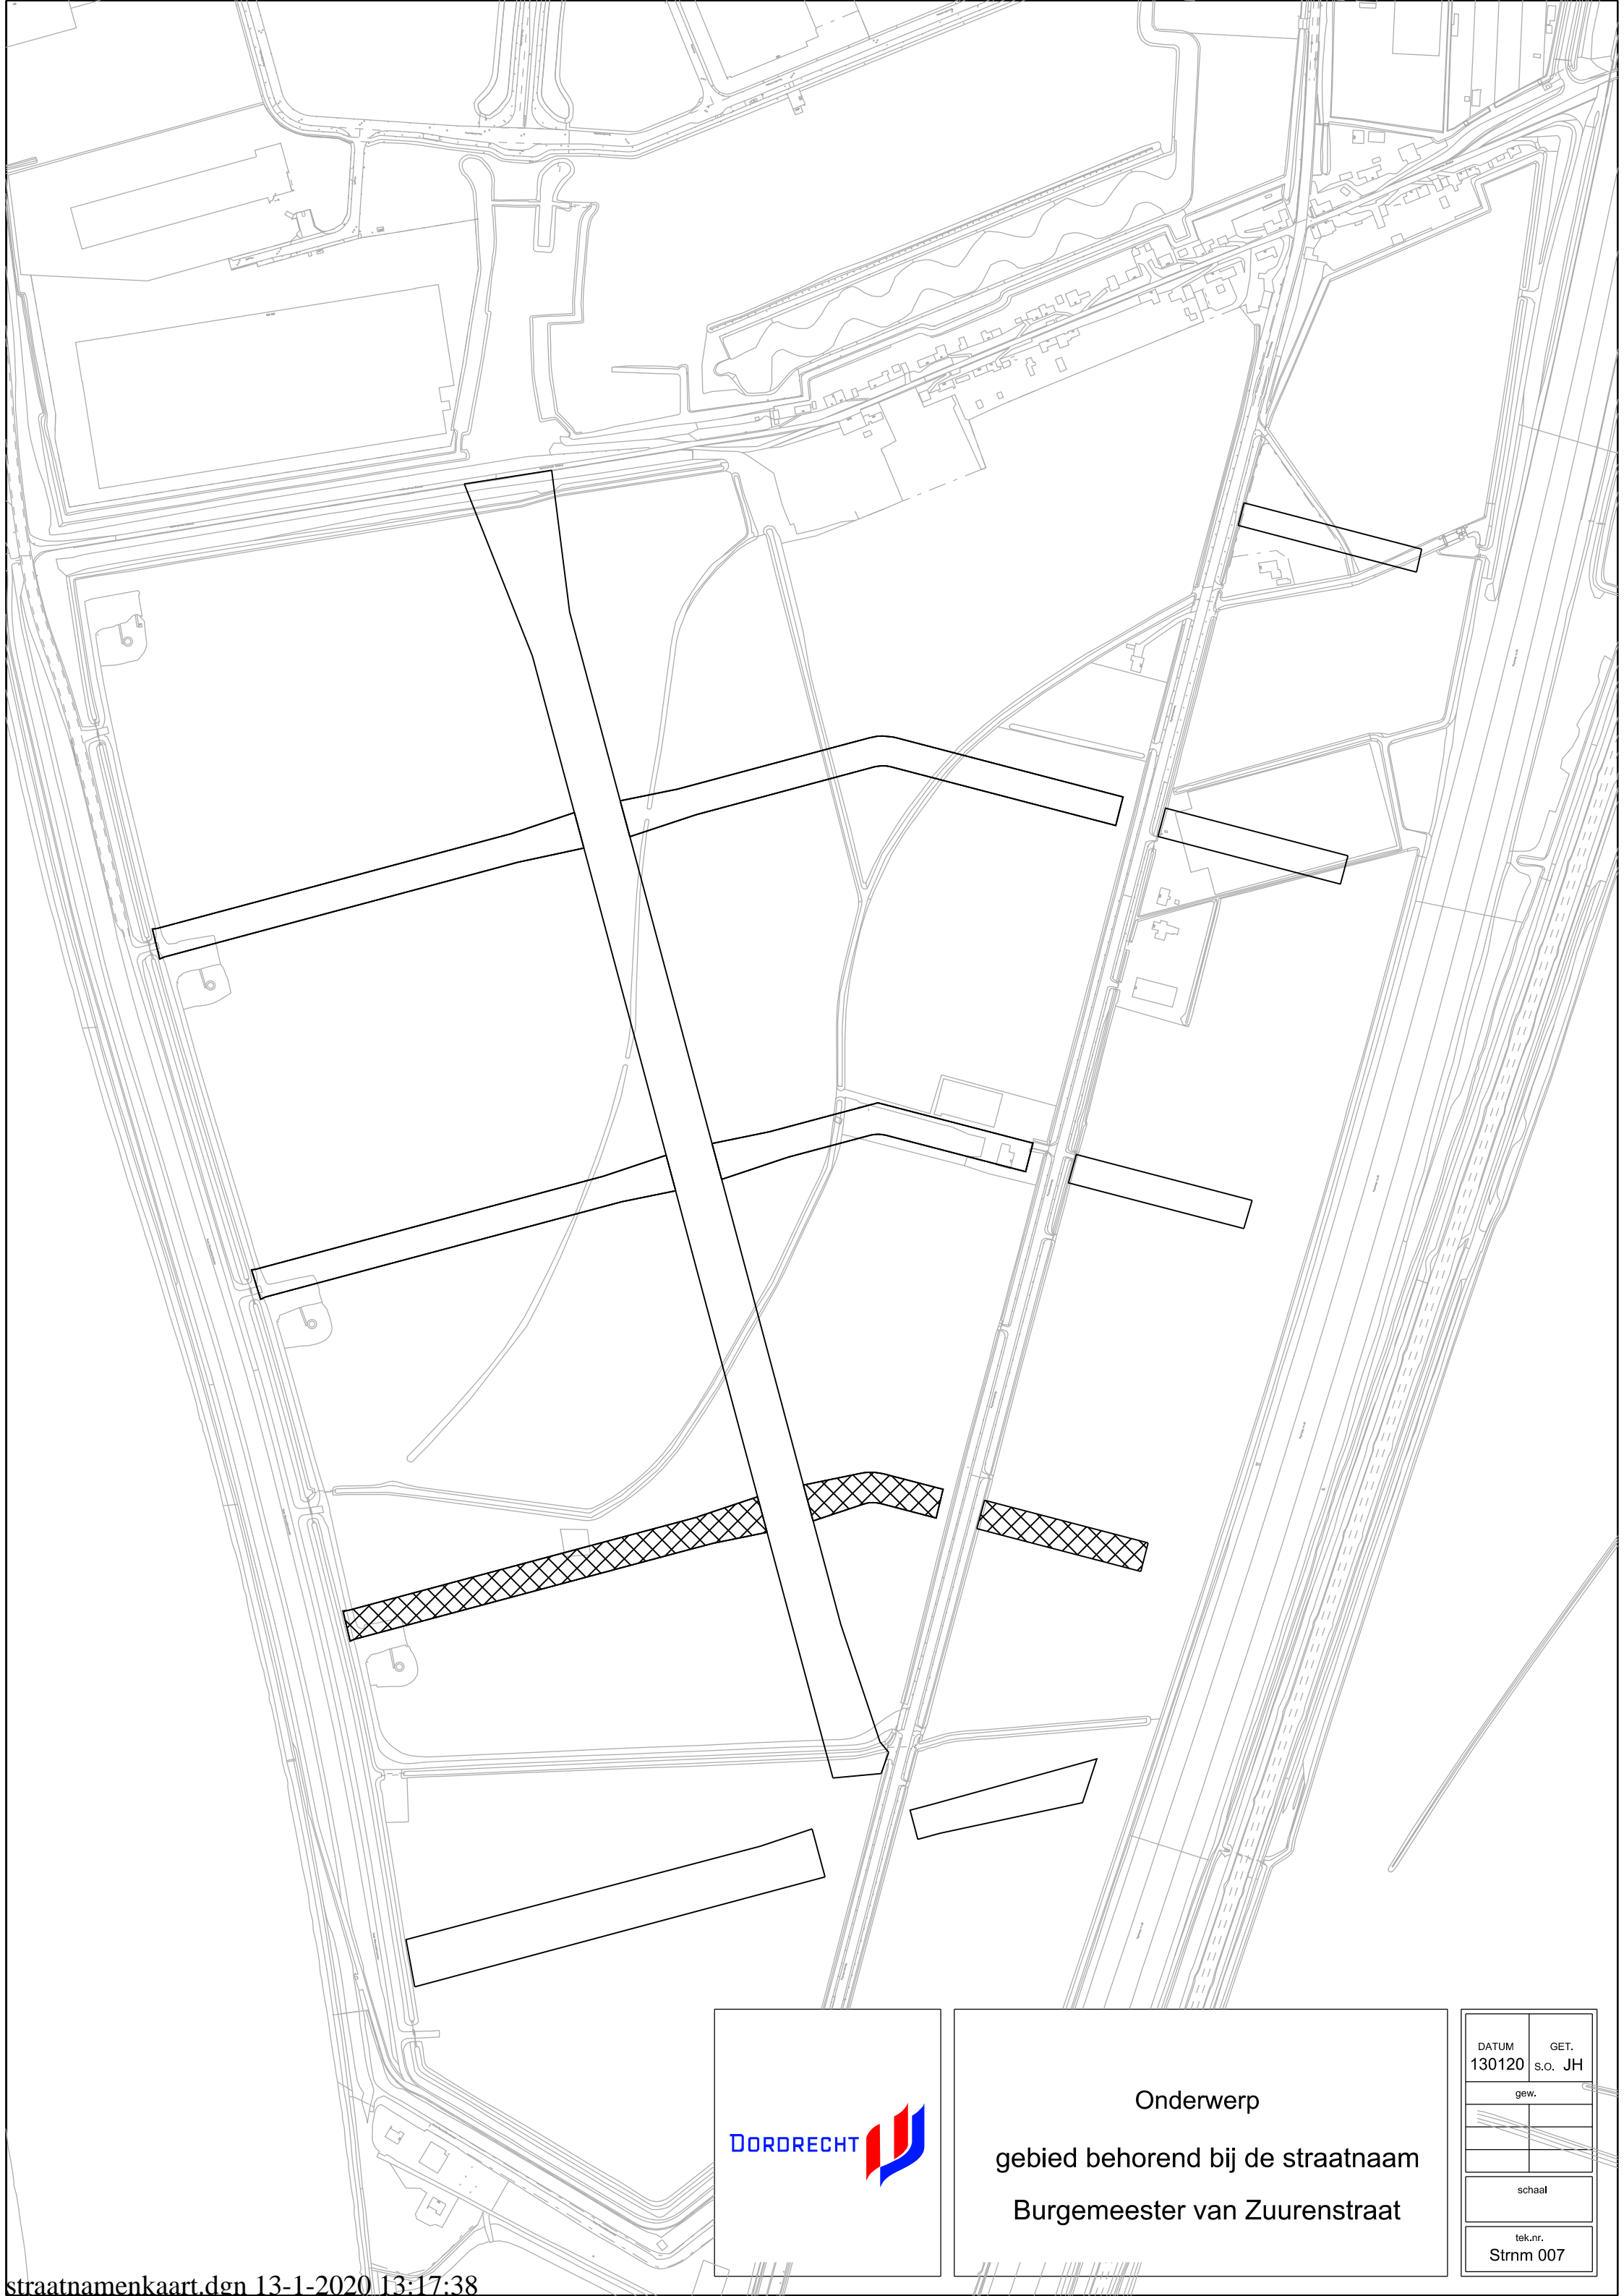 DORDRECHT
Onderwerp
gebied behorend bij de straatnaam
Burgemeester van Zuurenstraat
DATUM
130120
GET.
S.O. JH
gew.
schaal
tek.nr.
Strnm 007
straatnamenkaart.dgn 13-1-2020 13:17:38